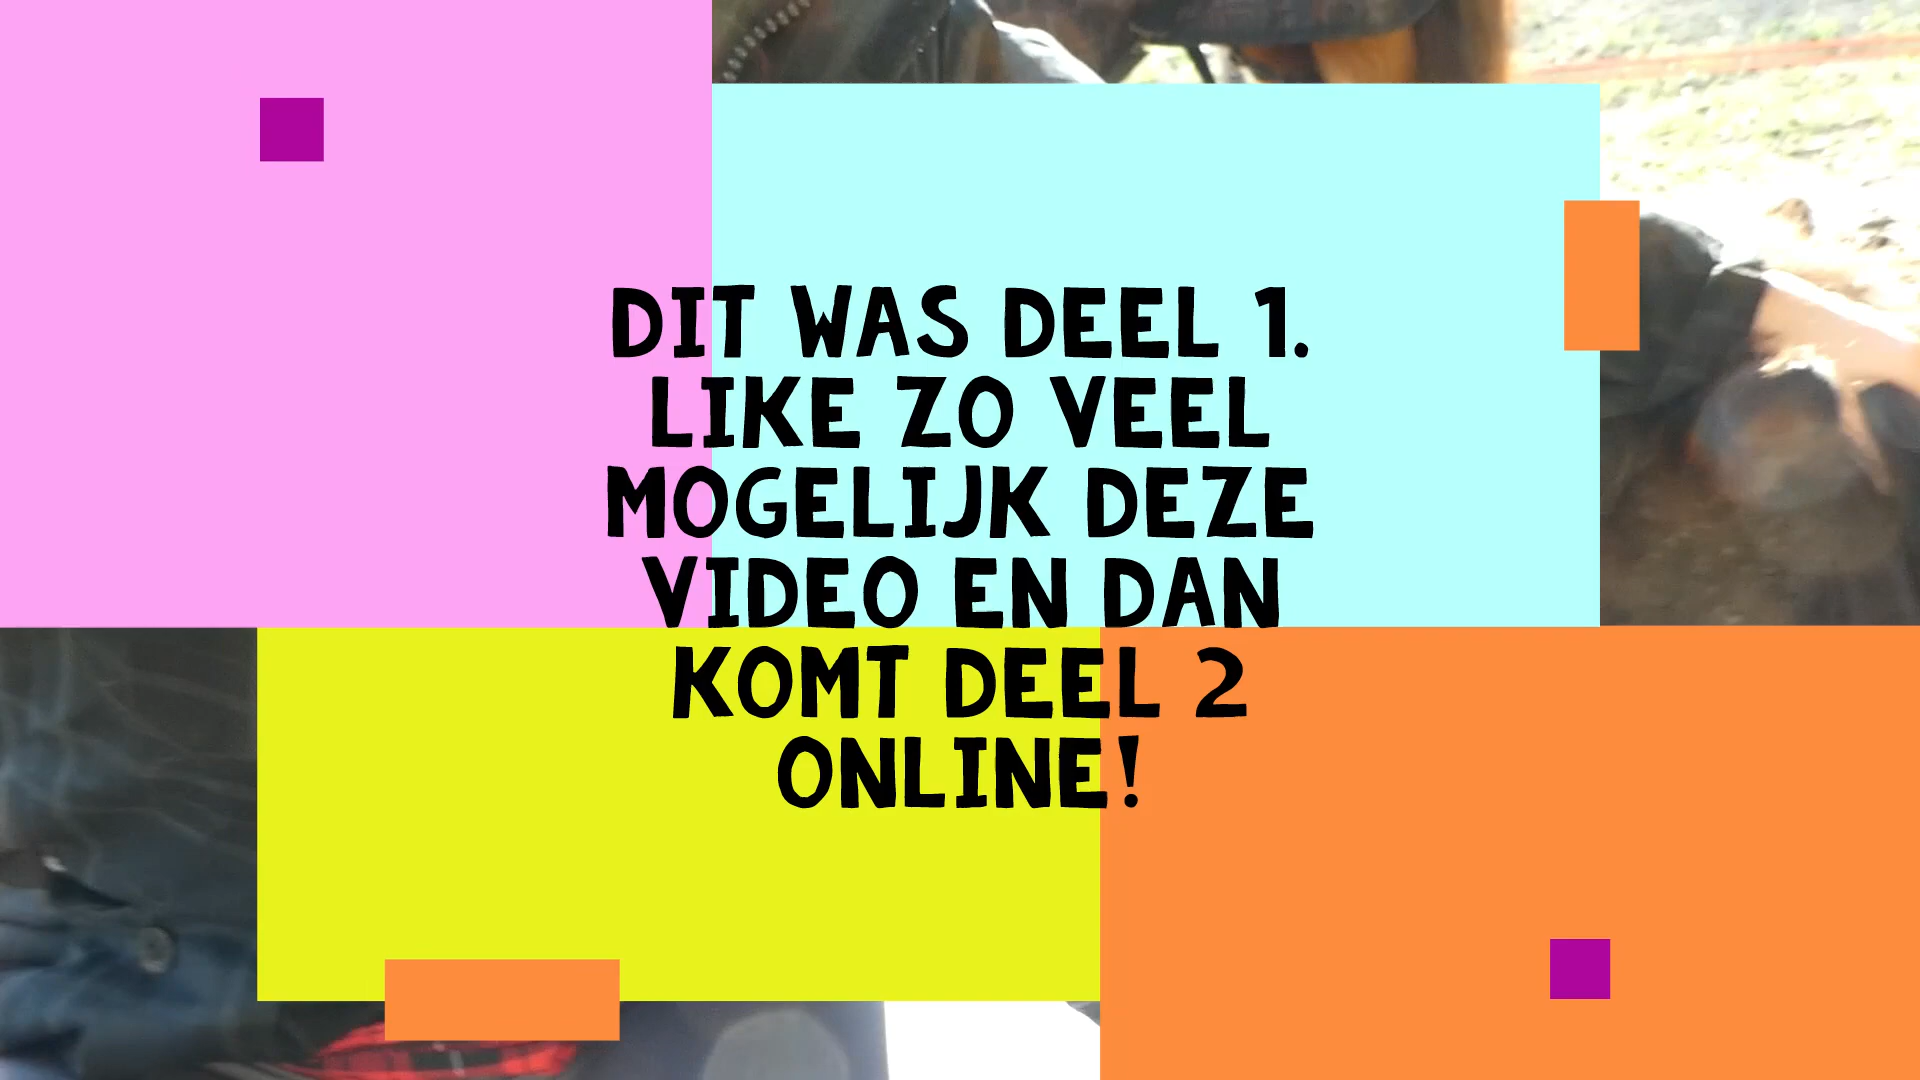 DIT WAS DEEL 1.
LIKE ZO VEEL
MOGELIJK DEZE
VIDEO EN DAN
KOMT DEEL 2
ONLINE!